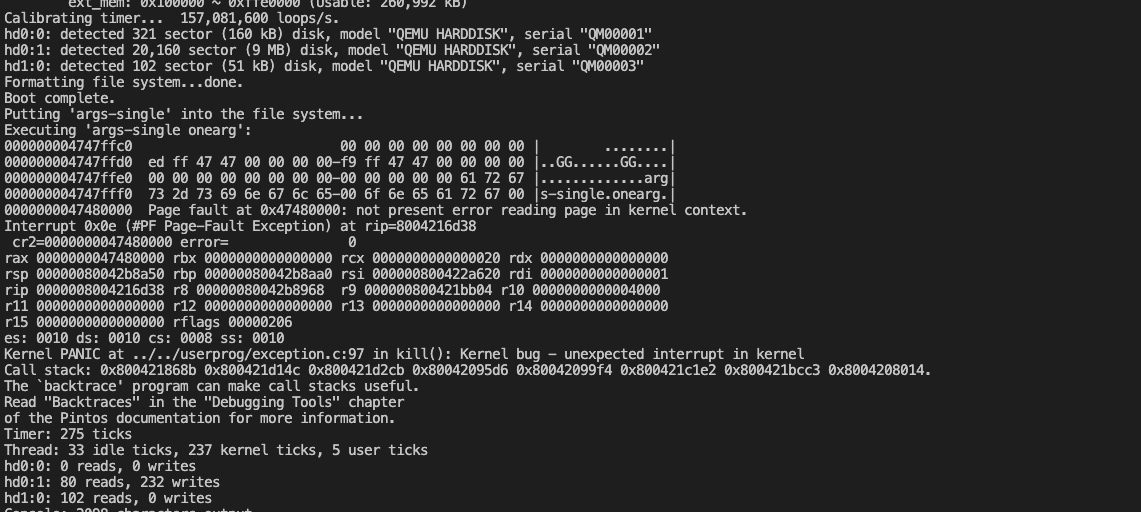 ext_mem: 0x100000 ~ 0xffe0000 (Usable: 260,992 kB)
Calibrating timer...  157,081,600 loops/s.
hd0:0: detected 321 sector (160 kB) disk, model "QEMU HARDDISK", serial "QM00001"
hd0:1: detected 20,160 sector (9 MB) disk, model "QEMU HARDDISK", serial "QM00002"
hd1:0: detected 102 sector (51 kB) disk, model "QEMU HARDDISK", serial "QM00003"
Formatting file system...done.
Boot complete.
Putting 'args-single' into the file system...
Executing 'args-single onearg':
000000004747ffc0                          00 00 00 00 00 00 00 00 |        ........|
000000004747ffd0  ed ff 47 47 00 00 00 00-f9 ff 47 47 00 00 00 00 |..GG......GG....|
000000004747ffe0  00 00 00 00 00 00 00 00-00 00 00 00 00 61 72 67 |.............arg|
000000004747fff0  73 2d 73 69 6e 67 6c 65-00 6f 6e 65 61 72 67 00 |s-single.onearg.|
0000000047480000  Page fault at 0x47480000: not present error reading page in kernel context.
Interrupt 0x0e (#PF Page-Fault Exception) at rip=8004216d38
 cr2=0000000047480000 error=               0
rax 0000000047480000 rbx 0000000000000000 rcx 0000000000000020 rdx 0000000000000000
rsp 00000080042b8a50 rbp 00000080042b8aa0 rsi 000000800422a620 rdi 0000000000000001
rip 0000008004216d38 r8 00000080042b8968  r9 000000800421bb04 r10 0000000000004000
r11 0000000000000000 r12 0000000000000000 r13 0000000000000000 r14 0000000000000000
r15 0000000000000000 rflags 00000206
es: 0010 ds: 0010 cs: 0008 ss: 0010
Kernel PANIC at ../../userprog/exception.c:97 in kill(): Kernel bug - unexpected interrupt in kernel
Call stack: 0x800421868b 0x800421d14c 0x800421d2cb 0x80042095d6 0x80042099f4 0x800421c1e2 0x800421bcc3 0x8004208014.
The `backtrace' program can make call stacks useful.
Read "Backtraces" in the "Debugging Tools" chapter
of the Pintos documentation for more information.
Timer: 275 ticks
Thread: 33 idle ticks, 237 kernel ticks, 5 user ticks
hd0:0: 0 reads, 0 writes
hd0:1: 80 reads, 232 writes
hd1:0: 102 reads, 0 writes
Console: 2098 characters output